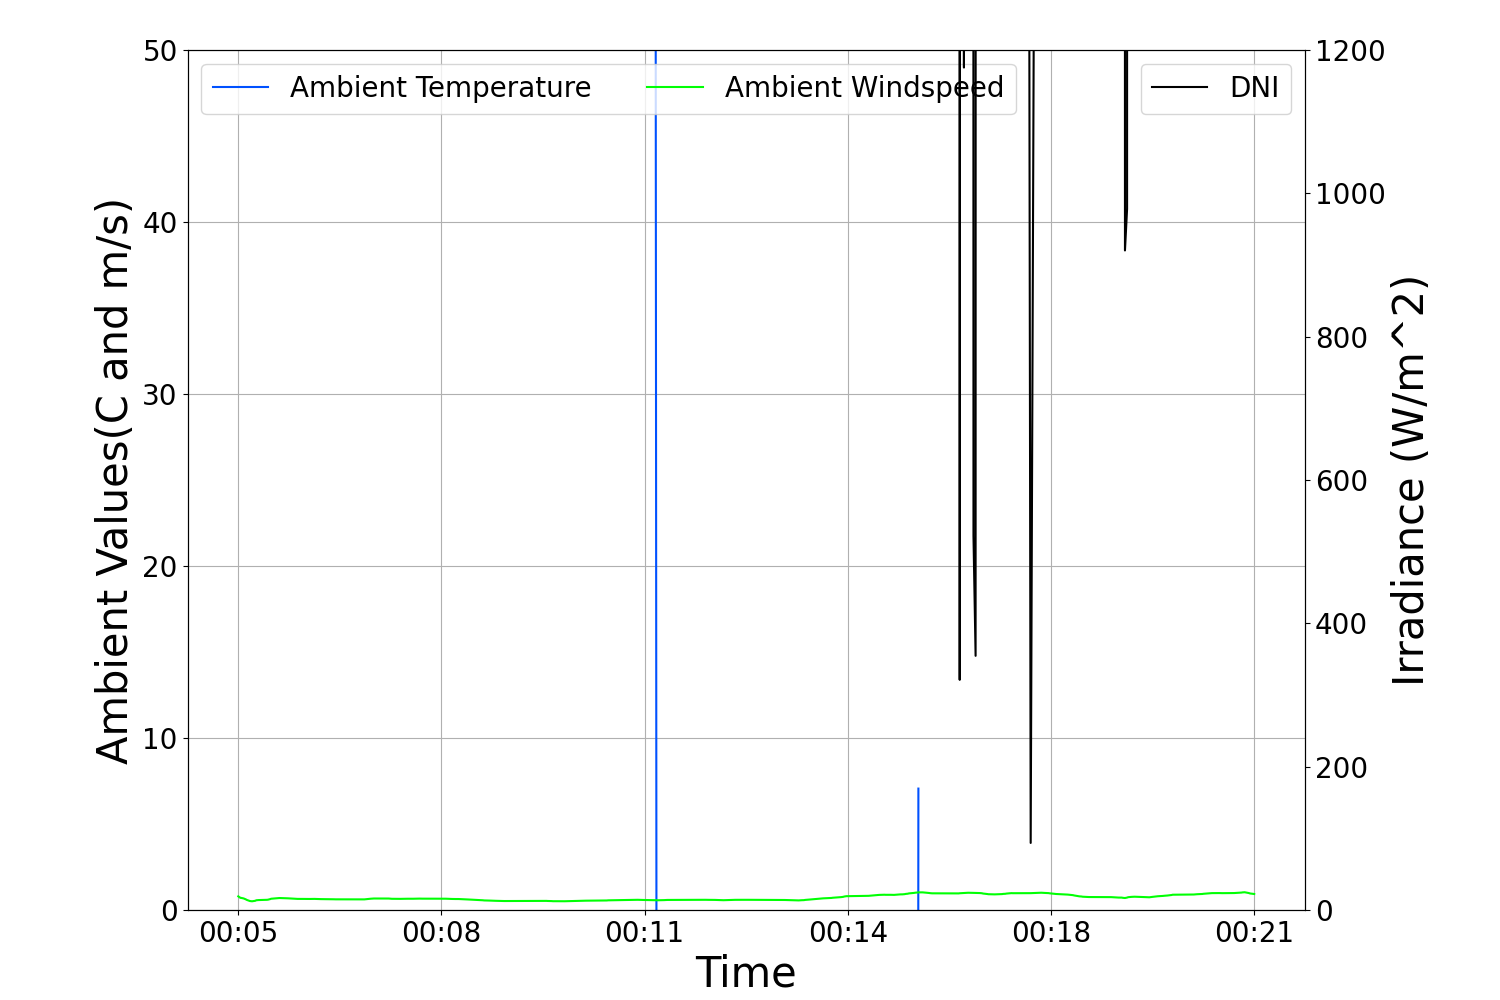 Ambient Temperature
Ambient Windspeed
DNI
Ambient Values(C and m/s)
50
40
30
20
10
0
1200
1000
800
600
400
200
0
Irradiance (W/m^2)
00:05 00:08 00:11 00:14 00:18 00:21
Time